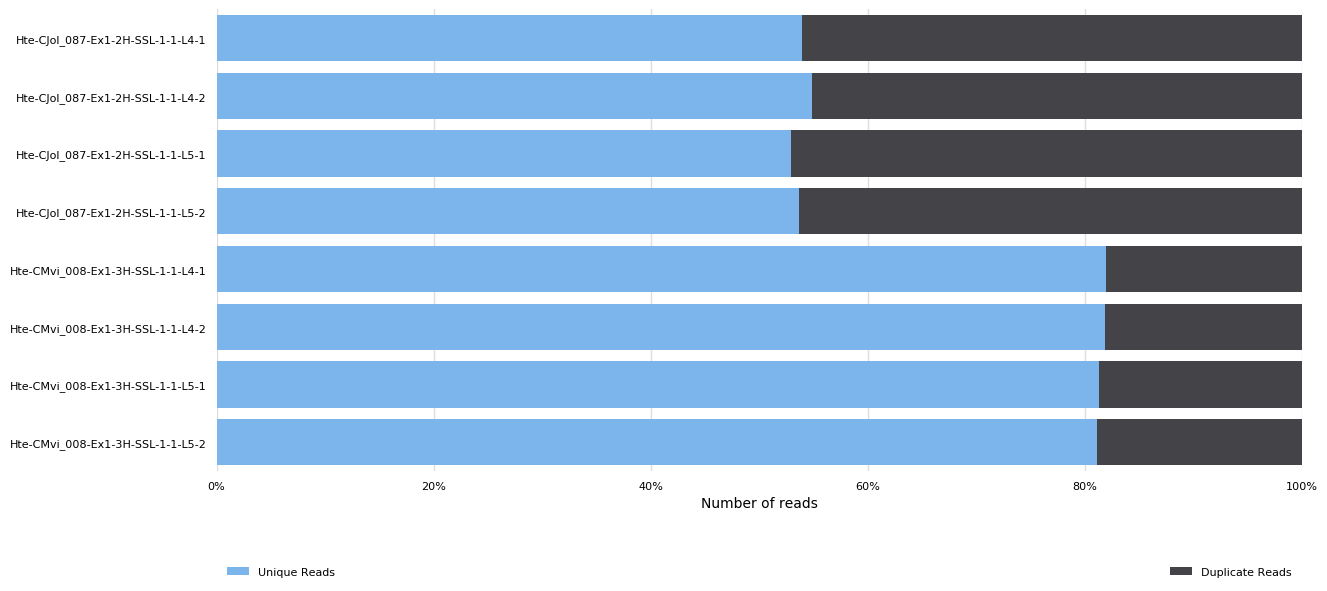 Hte-CJol_087-Ex1-2H-SSL-1-1-L4-1
Hte-CJol_087-Ex1-2H-SSL-1-1-L4-2
Hte-CJol_087-Ex1-2H-SSL-1-1-L5-1
Hte-CJol_087-Ex1-2H-SSL-1-1-L5-2
Hte-CMvi_008-Ex1-3H-SSL-1-1-L4-1
Hte-CMvi_008-Ex1-3H-SSL-1-1-L4-2
Hte-CMvi_008-Ex1-3H-SSL-1-1-L5-1
Hte-CMvi_008-Ex1-3H-SSL-1-1-L5-2
0% 20% 40% 60% 80% 100%
Number of reads
Unique Reads Duplicate Reads